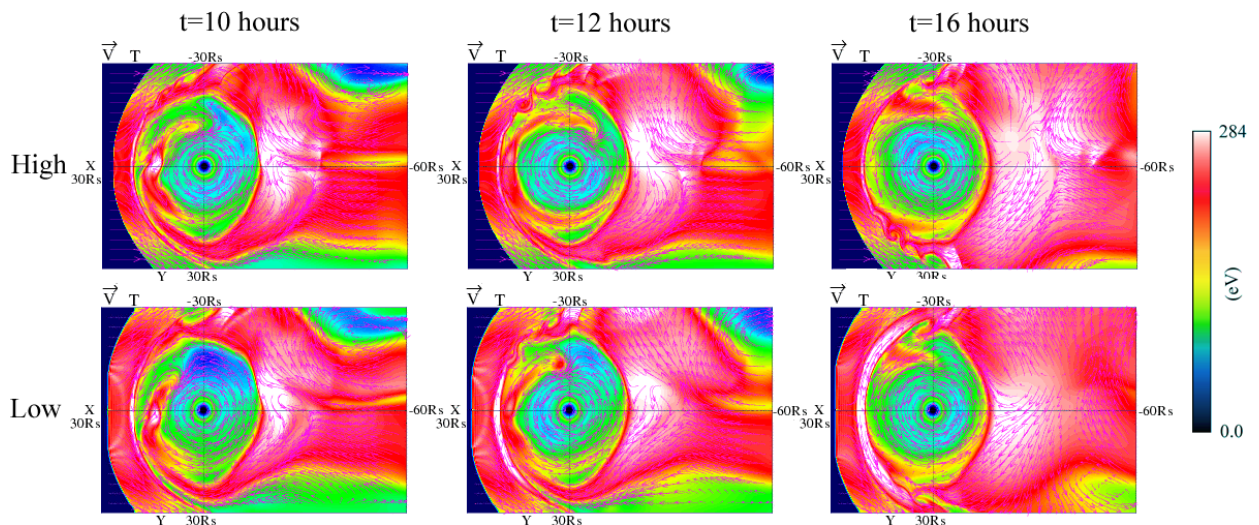 t=10 hours t=12 hours t=16 hours
V T -30Rs V T -30Rs V T -30Rs
High X 30Rs -60Rs X 30Rs -60Rs X 30Rs -60Rs
Y 30Rs Y 30Rs Y 30Rs
284
(eV)
0.0
V T -30Rs V T -30Rs V T -30Rs
Low X 30Rs -60Rs X 30Rs -60Rs X 30Rs -60Rs
Y 30Rs Y 30Rs Y 30Rs